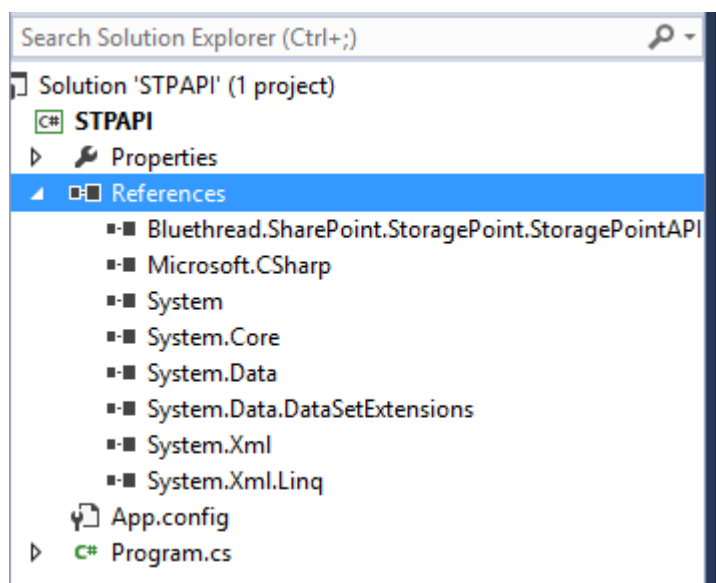 Search Solution Explorer (Ctrl+;)
Solution 'STPAPI' (1 project)
C# STPAPI
Properties
References
Bluethread.SharePoint.StoragePoint.StoragePointAPI
Microsoft.CSharp
System
System.Core
System.Data
System.Data.DataSetExtensions
System.Xml
System.Xml.Linq
App.config
C# Program.cs